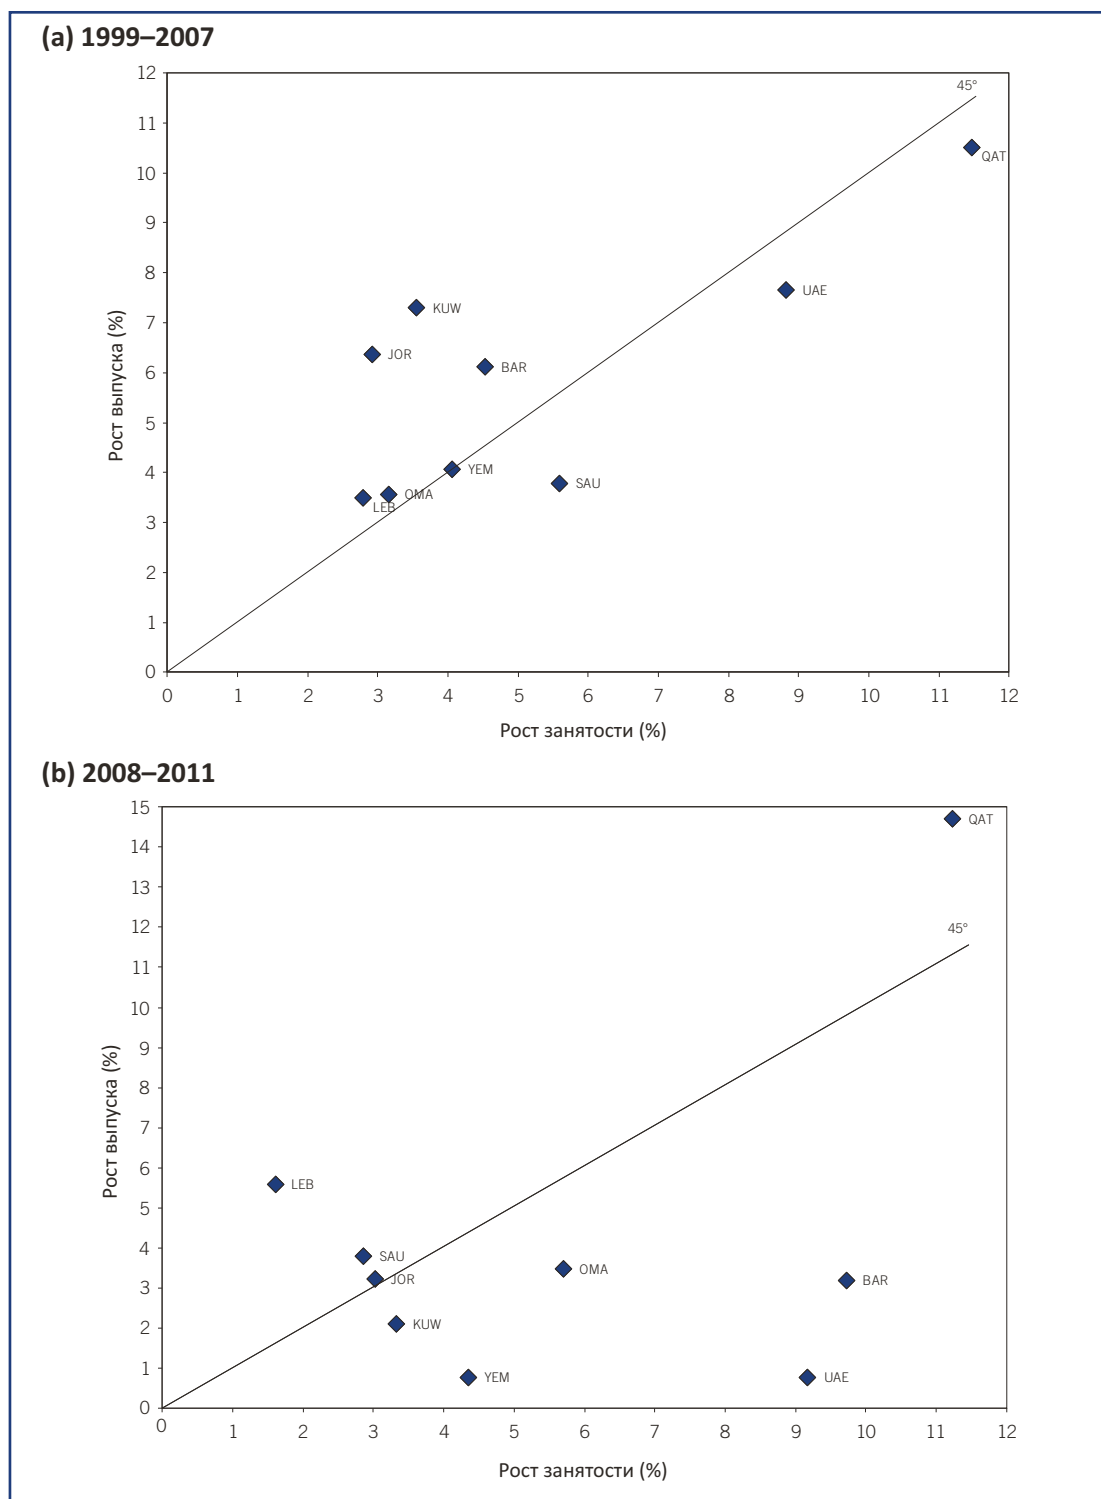 (a) 1999–2007
12
45°
11
QAT
10
9
8
UAE
KUW
7
JOR
BAR
6
5
YEM
4
SAU
OMA
LEB
3
2
1
0
Рост выпуска (%)
0 1 2 3 4 5 6 7 8 9 10 11 12
Рост занятости (%)
(b) 2008–2011
15
QAT
14
13
12
45°
11
10
9
8
7
6
LEB
5
4
SAU
OMA
JOR
BAR
3
KUW
2
1
YEM
UAE
0
Рост выпуска (%)
0 1 2 3 4 5 6 7 8 9 10 11 12
Рост занятости (%)